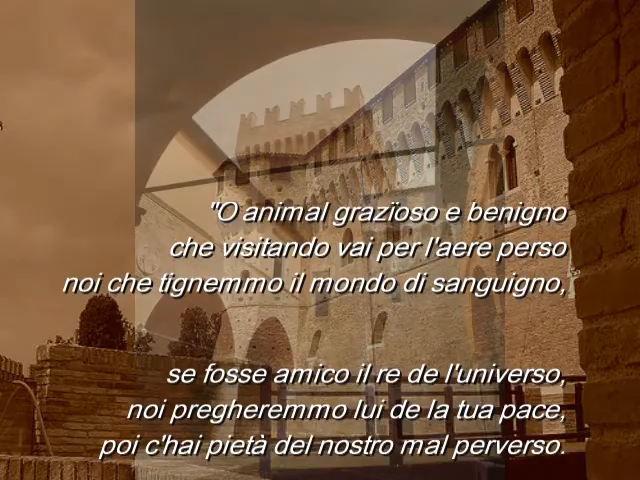 "O animal grazïoso e benigno
che visitando vai per l'aere perso
noi che tignemmo il mondo di sanguigno,
se fosse amico il re de l'universo,
noi pregheremmo lui de la tua pace,
poi c'hai pietà del nostro mal perverso.